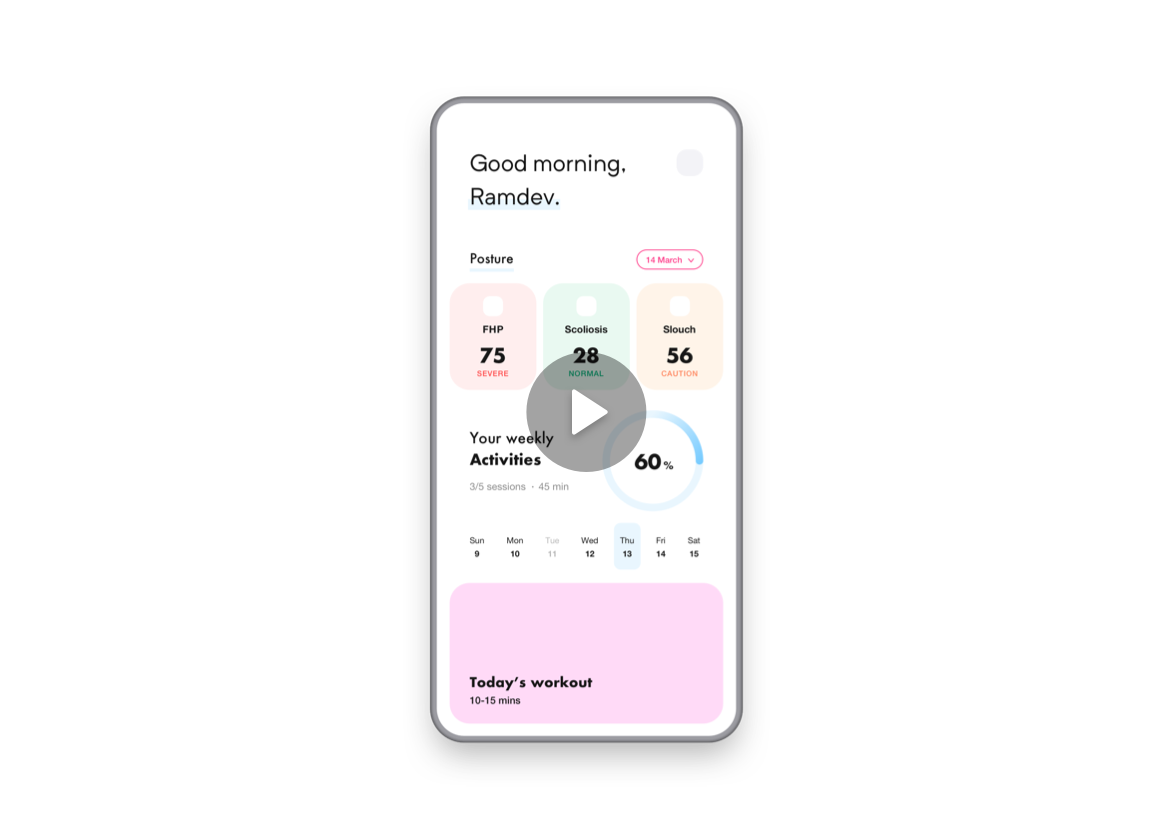 Good morning,
Ramdev.
Posture
14 March
FHP
75
SEVERE
Scoliosis
28
NORMAL
Slouch
56
CAUTION
Your weekly
Activities
3/5 sessions · 45 min
60%
Sun Mon Tue Wed Thu Fri Sat
9 10 11 12 13 14 15
Today's workout
10-15 mins